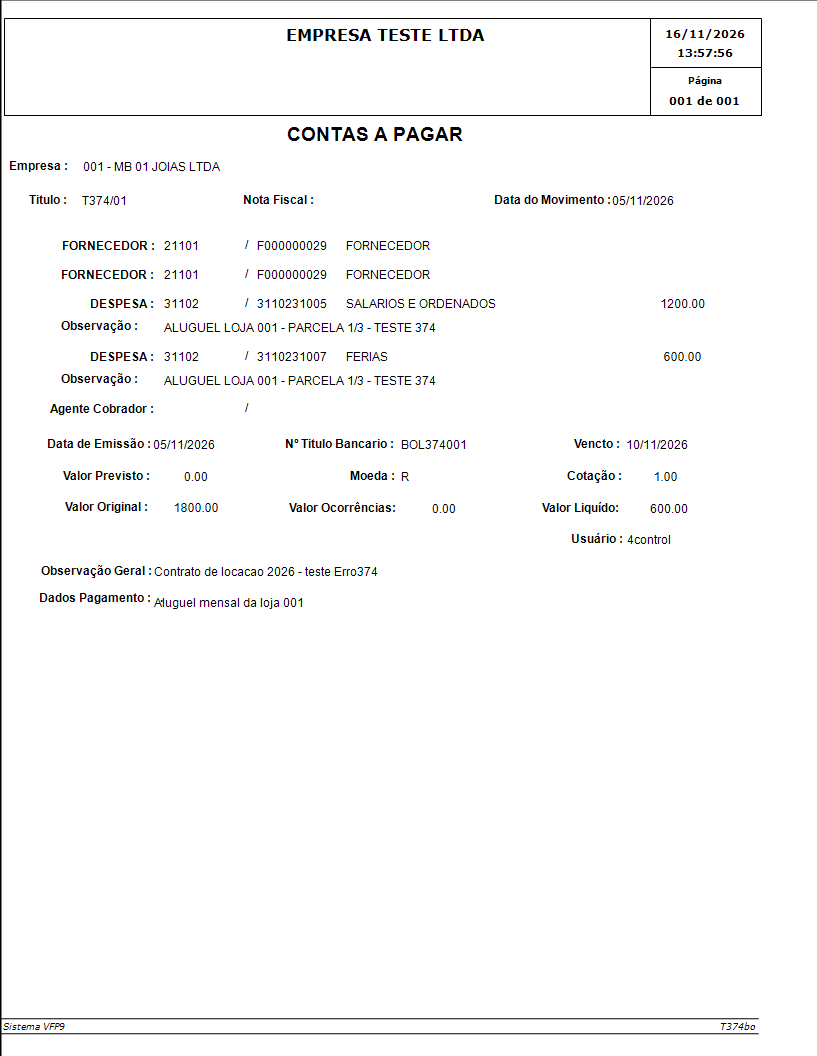 EMPRESA TESTE LTDA
16/11/2026
13:57:56
Página
001 de 001
CONTAS A PAGAR
Empresa : 001 - MB 01 JOIAS LTDA
Titulo : T374/01 Nota Fiscal : Data do Movimento : 05/11/2026
FORNECEDOR : 21101 / F000000029 FORNECEDOR
FORNECEDOR : 21101 / F000000029 FORNECEDOR
DESPESA : 31102 / 3110231005 SALARIOS E ORDENADOS 1200.00
Observação : ALUGUEL LOJA 001 - PARCELA 1/3 - TESTE 374
DESPESA : 31102 / 3110231007 FERIAS 600.00
Observação : ALUGUEL LOJA 001 - PARCELA 1/3 - TESTE 374
Agente Cobrador : /
Data de Emissão : 05/11/2026 Nº Titulo Bancario : BOL374001 Vencto : 10/11/2026
Valor Previsto : 0.00 Moeda : R Cotação : 1.00
Valor Original : 1800.00 Valor Ocorrências: 0.00 Valor Liquído: 600.00
Usuário : 4control
Observação Geral : Contrato de locacao 2026 - teste Erro374
Dados Pagamento : Aluguel mensal da loja 001
Sistema VFP9 T374bo